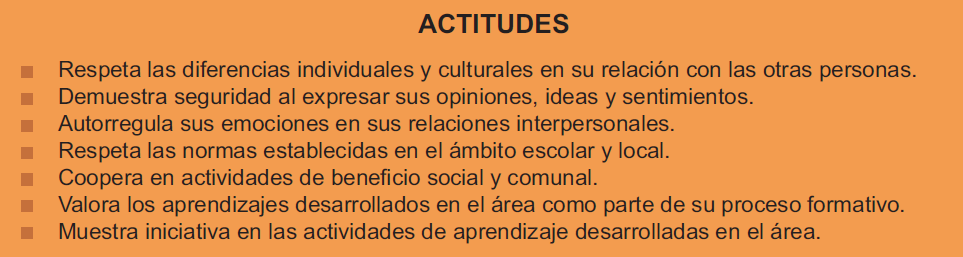 ACTITUDES
Respeta las diferencias individuales y culturales en su relación con las otras personas.
Demuestra seguridad al expresar sus opiniones, ideas y sentimientos.
Autorregula sus emociones en sus relaciones interpersonales.
Respeta las normas establecidas en el ámbito escolar y local.
Coopera en actividades de beneficio social y comunal.
Valora los aprendizajes desarrollados en el área como parte de su proceso formativo.
Muestra iniciativa en las actividades de aprendizaje desarrolladas en el área.